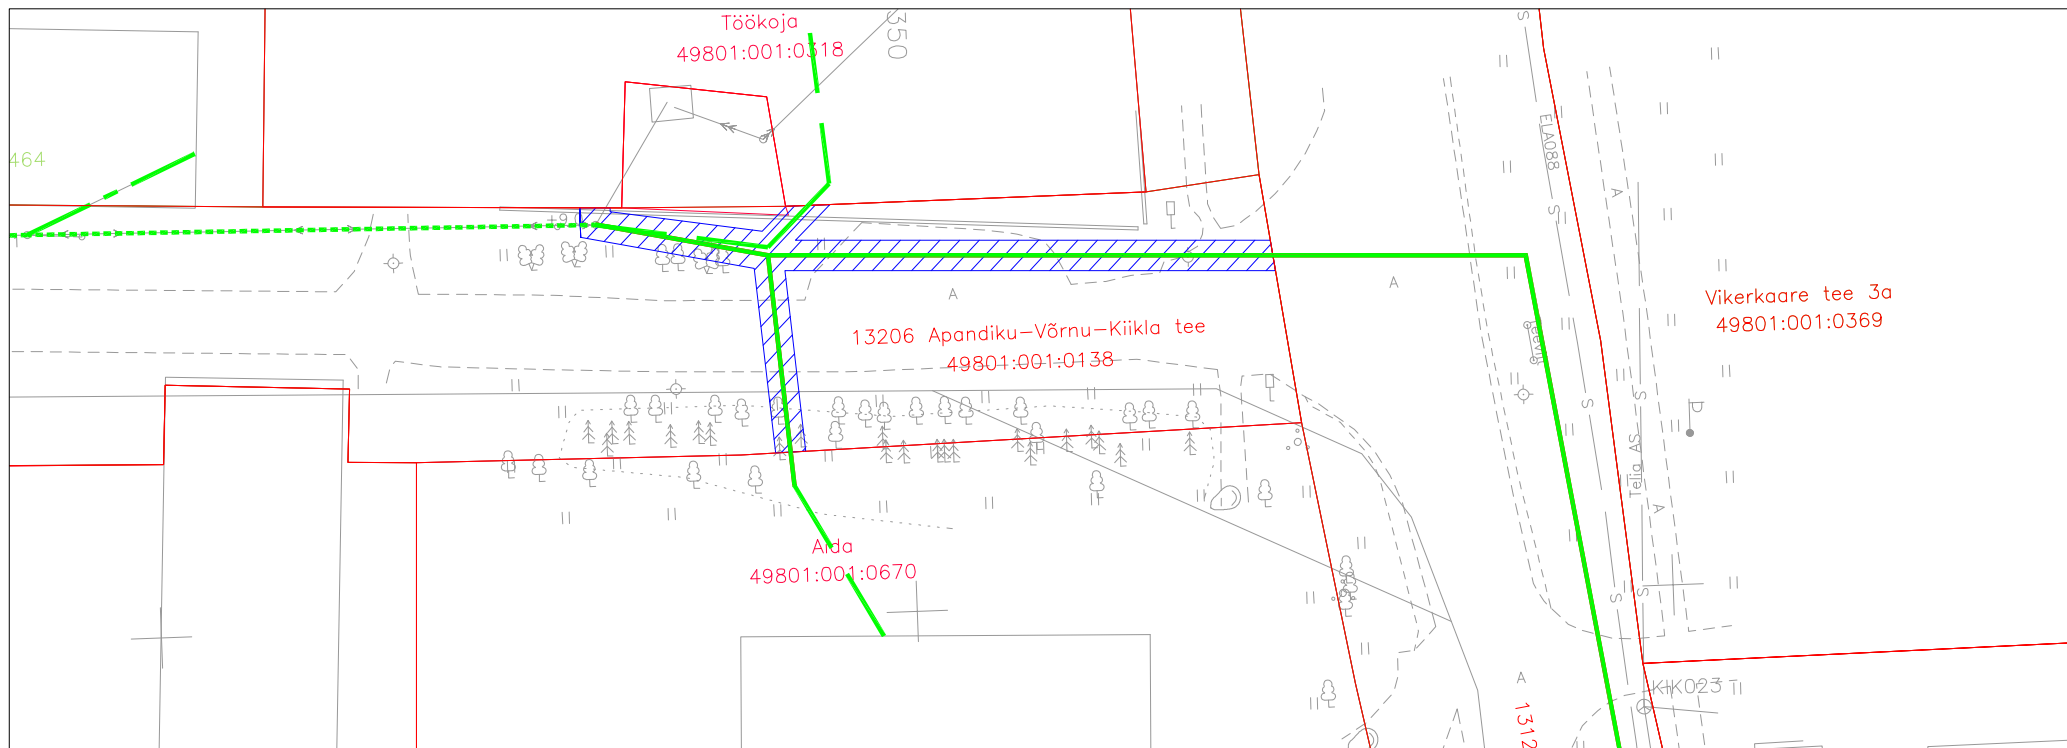 Töökoja
49801:001:0318
350
464
ELA088
A
Vikerkaare tee 3a
49801:001:0369
13206 Apandiku-Võrnu-Kiikla tee
49801:001:0138
A
A
Telia AS
A
Aida
49801:001:0670
A
KIK023
1312